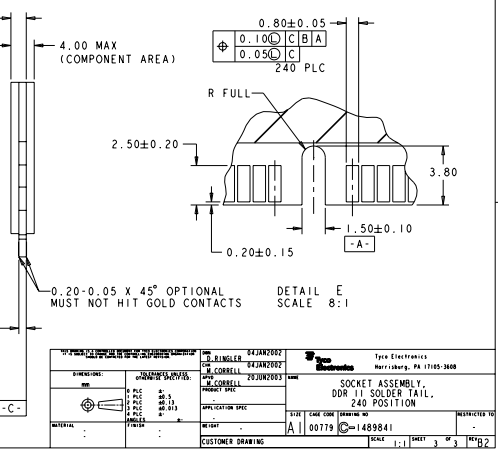 0.80±0.05
4.00 MAX
(COMPONENT AREA)
0.10Ⓛ C B A
0.05Ⓛ C
240 PLC
R FULL
2.50±0.20
3.80
1.50±0.10
-A-
0.20±0.15
0.20-0.05 X 45° OPTIONAL
MUST NOT HIT GOLD CONTACTS
DETAIL E
SCALE 8:1
-C-
DIMENSIONS:
mm
TOLERANCES UNLESS
OTHERWISE SPECIFIED:
0 PLC ±-
1 PLC ±0.5
2 PLC ±0.13
3 PLC ±0.013
4 PLC ±-
ANGLES ±-
MATERIAL
-
FINISH
-
DWN 04JAN2002
D.RINGLER
CHK 04JAN2002
M.CORRELL
APVD 20JUN2003
M.CORRELL
PRODUCT SPEC
-
APPLICATION SPEC
-
WEIGHT -
CUSTOMER DRAWING
Tyco
Electronics
Tyco Electronics
Harrisburg, PA 17105-3608
NAME
SOCKET ASSEMBLY,
DDR II SOLDER TAIL,
240 POSITION
SIZE CAGE CODE DRAWING NO RESTRICTED TO
A1 00779 C-1489841 -
SCALE 1:1 SHEET 3 OF 3 REV B2